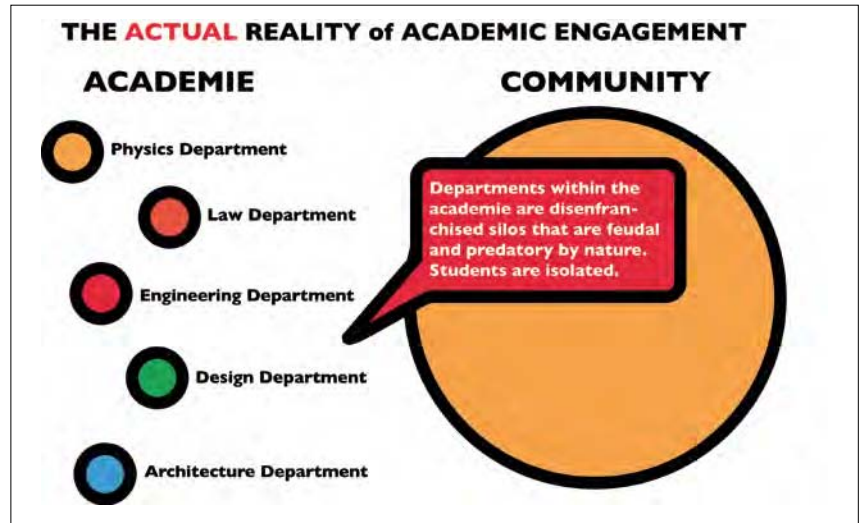 THE ACTUAL REALITY of ACADEMIC ENGAGEMENT
ACADEMIE
COMMUNITY
Physics Department
Law Department
Engineering Department
Design Department
Architecture Department
Departments within the
academie are disenfran-
chised silos that are feudal
and predatory by nature.
Students are isolated.